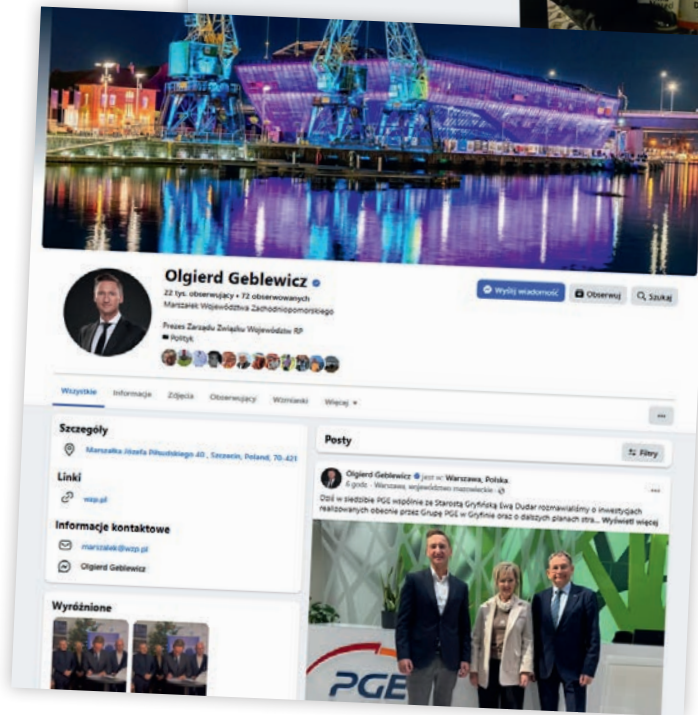 Olgierd Geblewicz
22 tys. obserwujący • 72 obserwowanych
Marszałek Województwa Zachodniopomorskiego
Prezes Zarządu Związku Województw RP
Polityk
Wyślij wiadomość
Obserwuj
Szukaj
Wszystkie
Informacje
Zdjęcia
Obserwujący
Wzmianki
Więcej
Szczegóły
Marszałka Józefa Piłsudskiego 40 , Szczecin, Poland, 70-421
Linki
wzp.pl
Informacje kontaktowe
marszalek@wzp.pl
Olgierd Geblewicz
Wyróżnione
Posty
Filtry
Olgierd Geblewicz jest w: Warszawa, Polska
6 godz. · Warszawa, województwo mazowieckie ·
Dziś w siedzibie PGE wspólnie ze Starostą Gryfińską Ewą Dudar rozmawialiśmy o inwestycjach
realizowanych obecnie przez Grupę PGE w Gryfinie oraz o dalszych planach stra... Wyświetl więcej
PGE